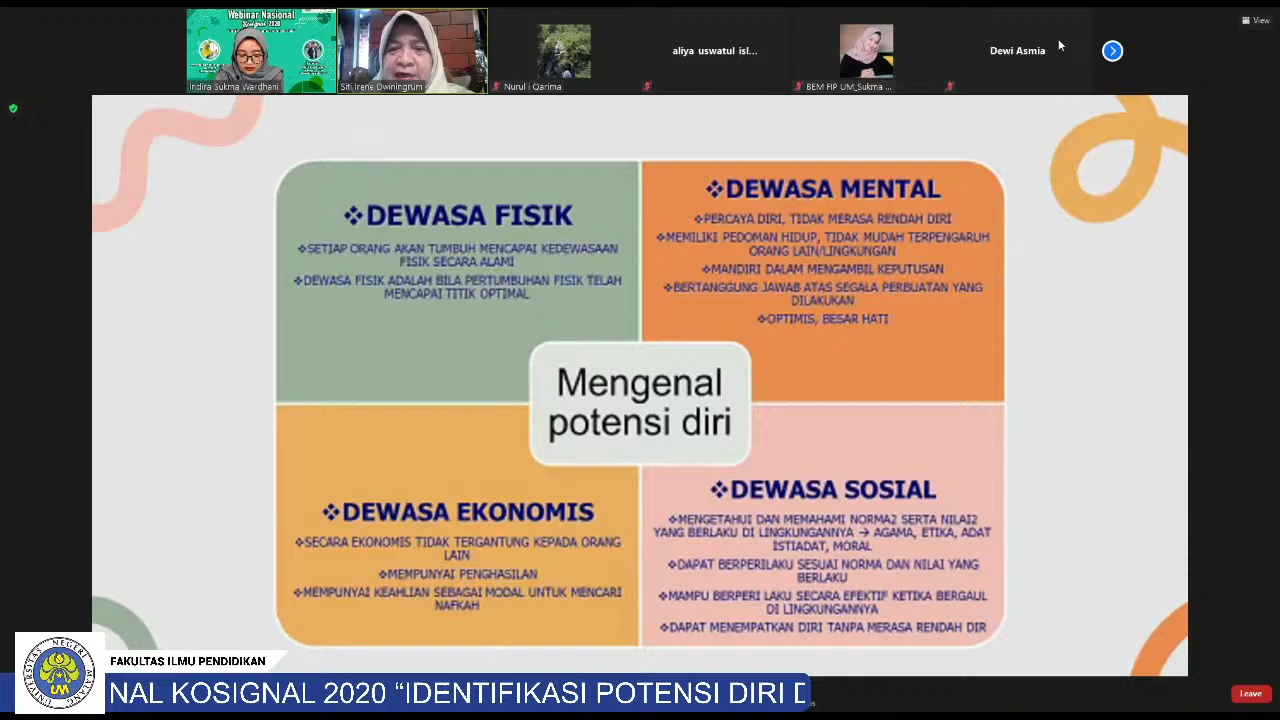 View
Webinar Nasional
Kosignal 2020
Indira Sukma Wardhani
Siti Irene Dwiningrum
Nurul i Qarima
aliya uswatul isl...
BEM FIP UM_Sukma ...
Dewi Asmia
❖DEWASA FISIK
❖SETIAP ORANG AKAN TUMBUH MENCAPAI KEDEWASAAN
FISIK SECARA ALAMI
❖DEWASA FISIK ADALAH BILA PERTUMBUHAN FISIK TELAH
MENCAPAI TITIK OPTIMAL
❖DEWASA MENTAL
❖PERCAYA DIRI, TIDAK MERASA RENDAH DIRI
❖MEMILIKI PEDOMAN HIDUP, TIDAK MUDAH TERPENGARUH
ORANG LAIN/LINGKUNGAN
❖MANDIRI DALAM MENGAMBIL KEPUTUSAN
❖BERTANGGUNG JAWAB ATAS SEGALA PERBUATAN YANG
DILAKUKAN
❖OPTIMIS, BESAR HATI
Mengenal
potensi diri
❖DEWASA EKONOMIS
❖SECARA EKONOMIS TIDAK TERGANTUNG KEPADA ORANG
LAIN
❖MEMPUNYAI PENGHASILAN
❖MEMPUNYAI KEAHLIAN SEBAGAI MODAL UNTUK MENCARI
NAFKAH
❖DEWASA SOSIAL
❖MENGETAHUI DAN MEMAHAMI NORMA2 SERTA NILAI2
YANG BERLAKU DI LINGKUNGANNYA → AGAMA, ETIKA, ADAT
ISTIADAT, MORAL
❖DAPAT BERPERILAKU SESUAI NORMA DAN NILAI YANG
BERLAKU
❖MAMPU BERPERI LAKU SECARA EFEKTIF KETIKA BERGAUL
DI LINGKUNGANNYA
❖DAPAT MENEMPATKAN DIRI TANPA MERASA RENDAH DIR
UNIVERSITAS NEGERI MALANG
UM
FAKULTAS ILMU PENDIDIKAN
NAL KOSIGNAL 2020 “IDENTIFIKASI POTENSI DIRI D
Leave